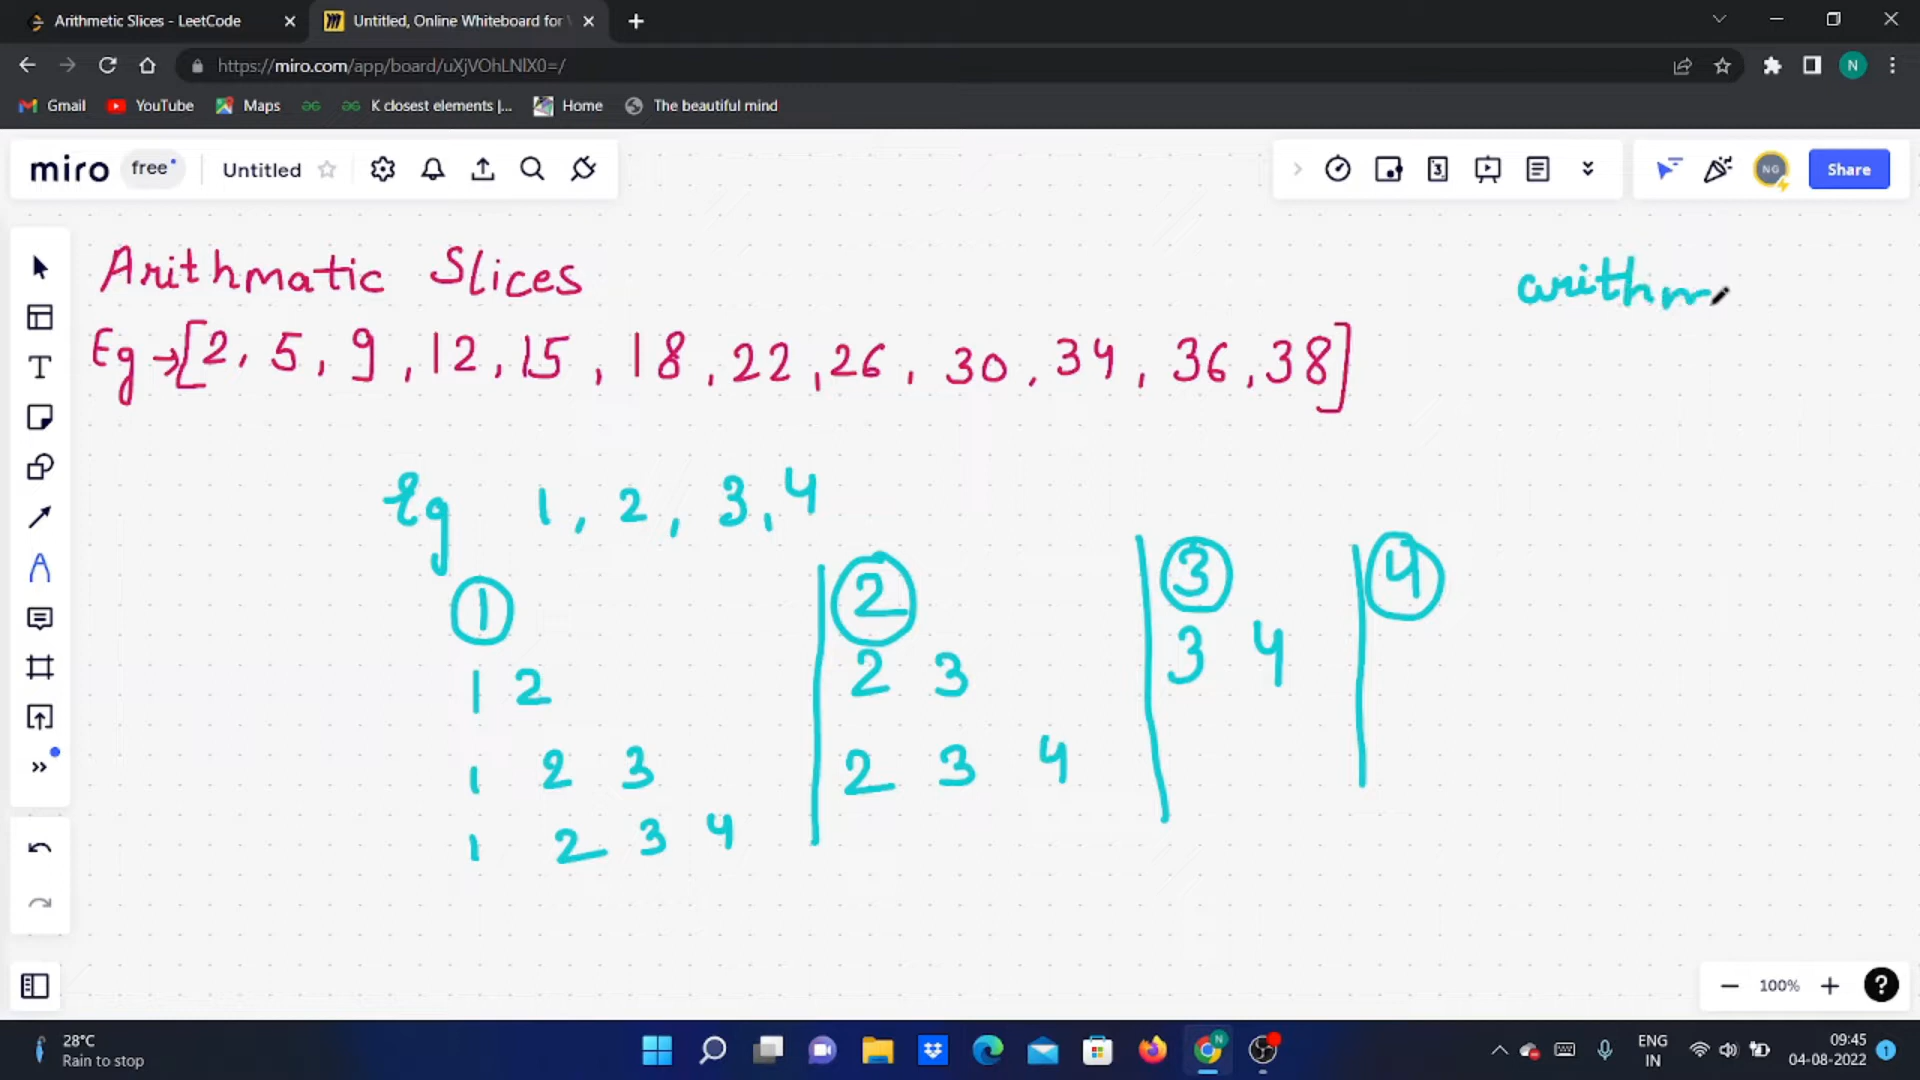 Arithmetic Slices - LeetCode
Untitled, Online Whiteboard for
https://miro.com/app/board/uXjVOhLNlX0=/
N
Gmail YouTube Maps K closest elements |... Home The beautiful mind
miro free Untitled
3 NG Share
Arithmatic Slices
arithm
Eg → [2, 5, 9, 12, 15, 18, 22, 26, 30, 34, 36, 38]
Eg 1, 2, 3, 4
1 2 3 4
1 2 2 3 3 4
1 2 3 2 3 4
1 2 3 4
100%
28°C
Rain to stop
ENG
IN
09:45
04-08-2022
1